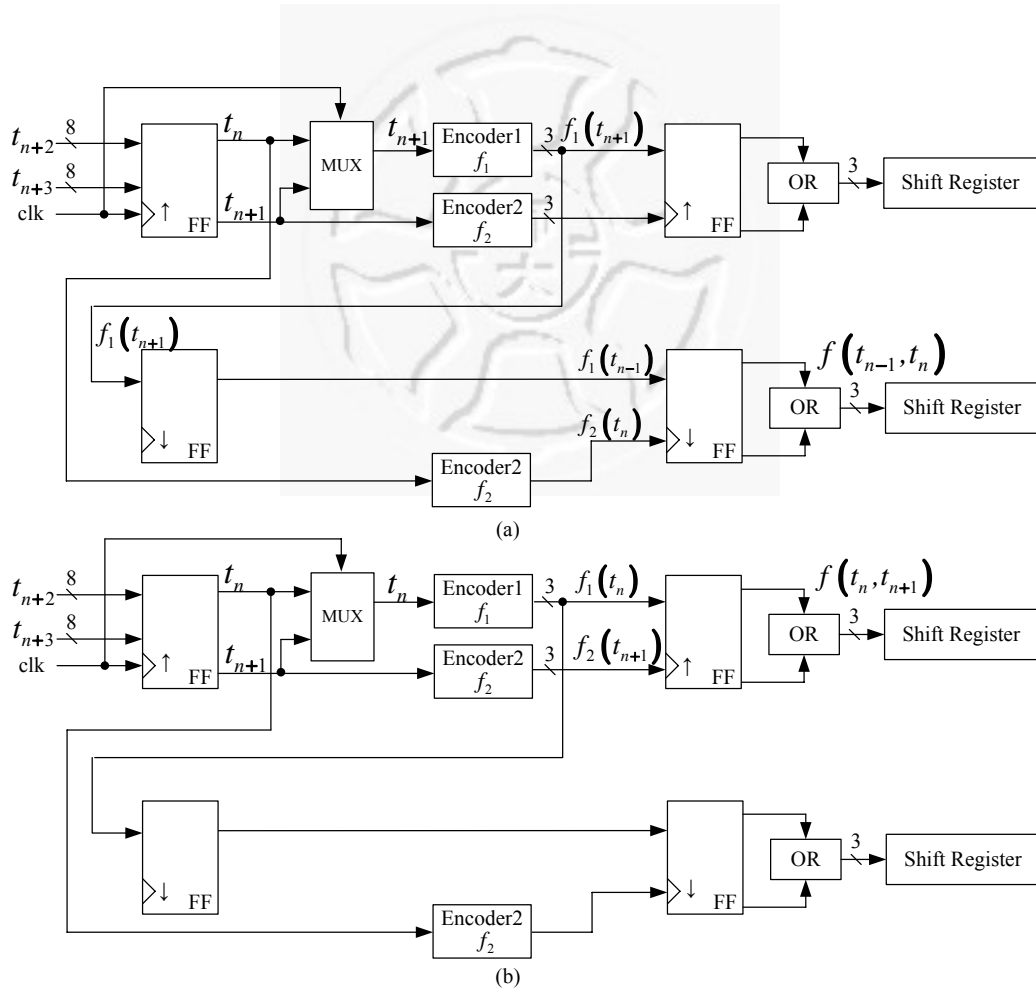 t_{n+2} 8 t_n t_{n+1} Encoder1 3 f_1(t_{n+1})
MUX f_1 OR 3 Shift Register
t_{n+3} 8
clk ↑ FF t_{n+1} Encoder2 3 ↑ FF
f_2
f_1(t_{n+1}) f_1(t_{n-1}) f(t_{n-1}, t_n)
OR 3 Shift Register
f_2(t_n)
↓ FF ↓ FF
Encoder2
f_2
(a)
t_{n+2} 8 t_n t_n Encoder1 3 f_1(t_n) f(t_n, t_{n+1})
MUX f_1 OR 3 Shift Register
t_{n+3} 8
clk ↑ FF t_{n+1} Encoder2 3 f_2(t_{n+1}) ↑ FF
f_2
OR 3 Shift Register
↓ FF ↓ FF
Encoder2
f_2
(b)